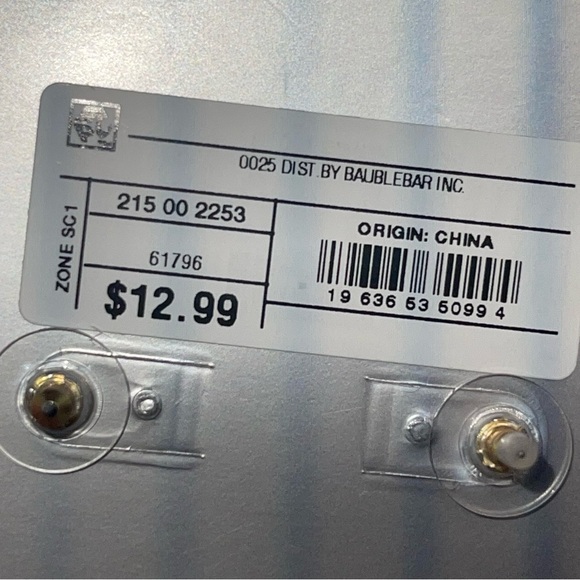 0025 DIST.BY BAUBLEBAR INC.
ZONE SC1
215 00 2253
61796
$12.99
ORIGIN: CHINA
19 636 53 5099 4